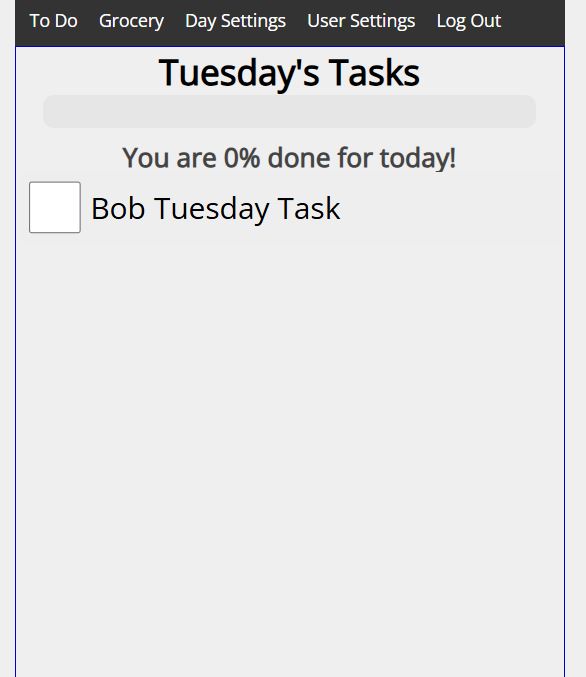 To Do Grocery Day Settings User Settings Log Out
Tuesday's Tasks
You are 0% done for today!
Bob Tuesday Task